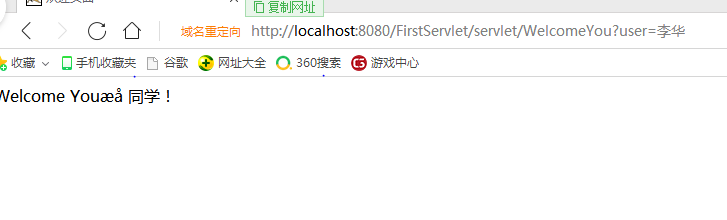 复制网址
域名重定向 http://localhost:8080/FirstServlet/servlet/WelcomeYou?user=李华
收藏 手机收藏夹 谷歌 网址大全 360搜索 游戏中心
Welcome Youæå 同学！